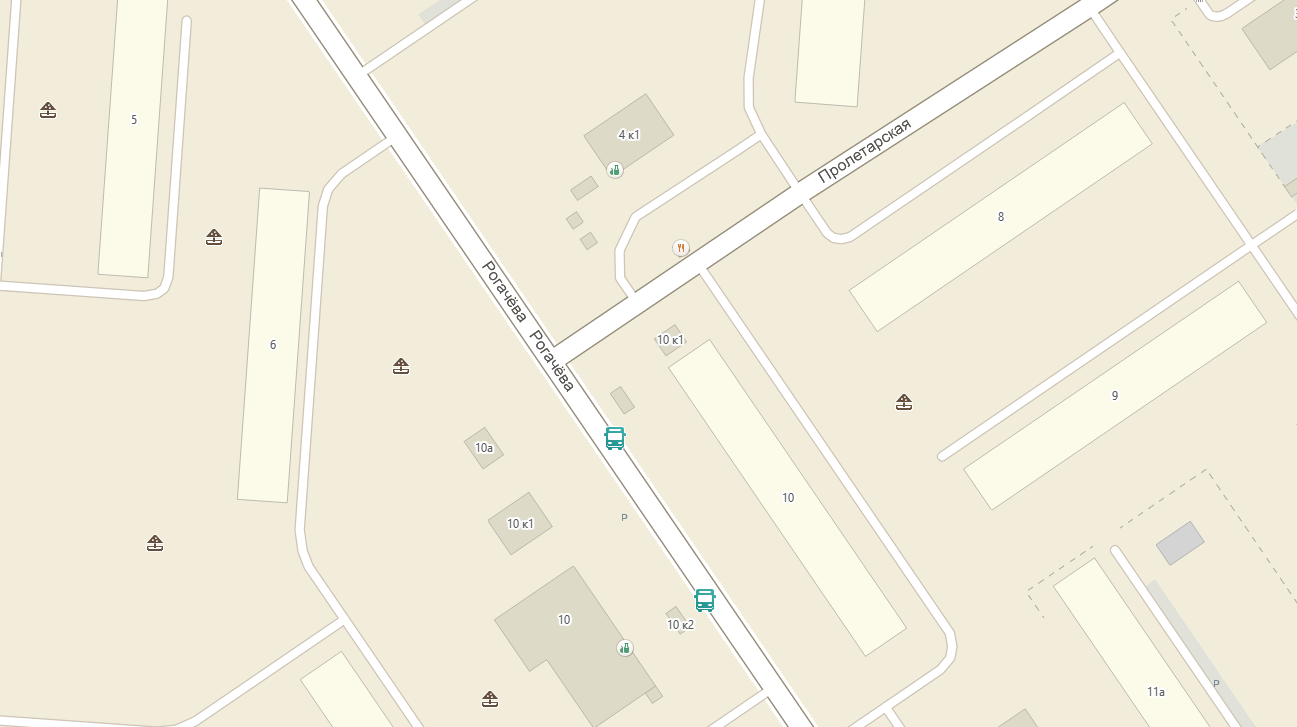 5
4 к1
Пролетарская
8
6
Рогачёва
Рогачёва
10 к1
9
10а
10
10 к1
P
10
10 к2
11а
P